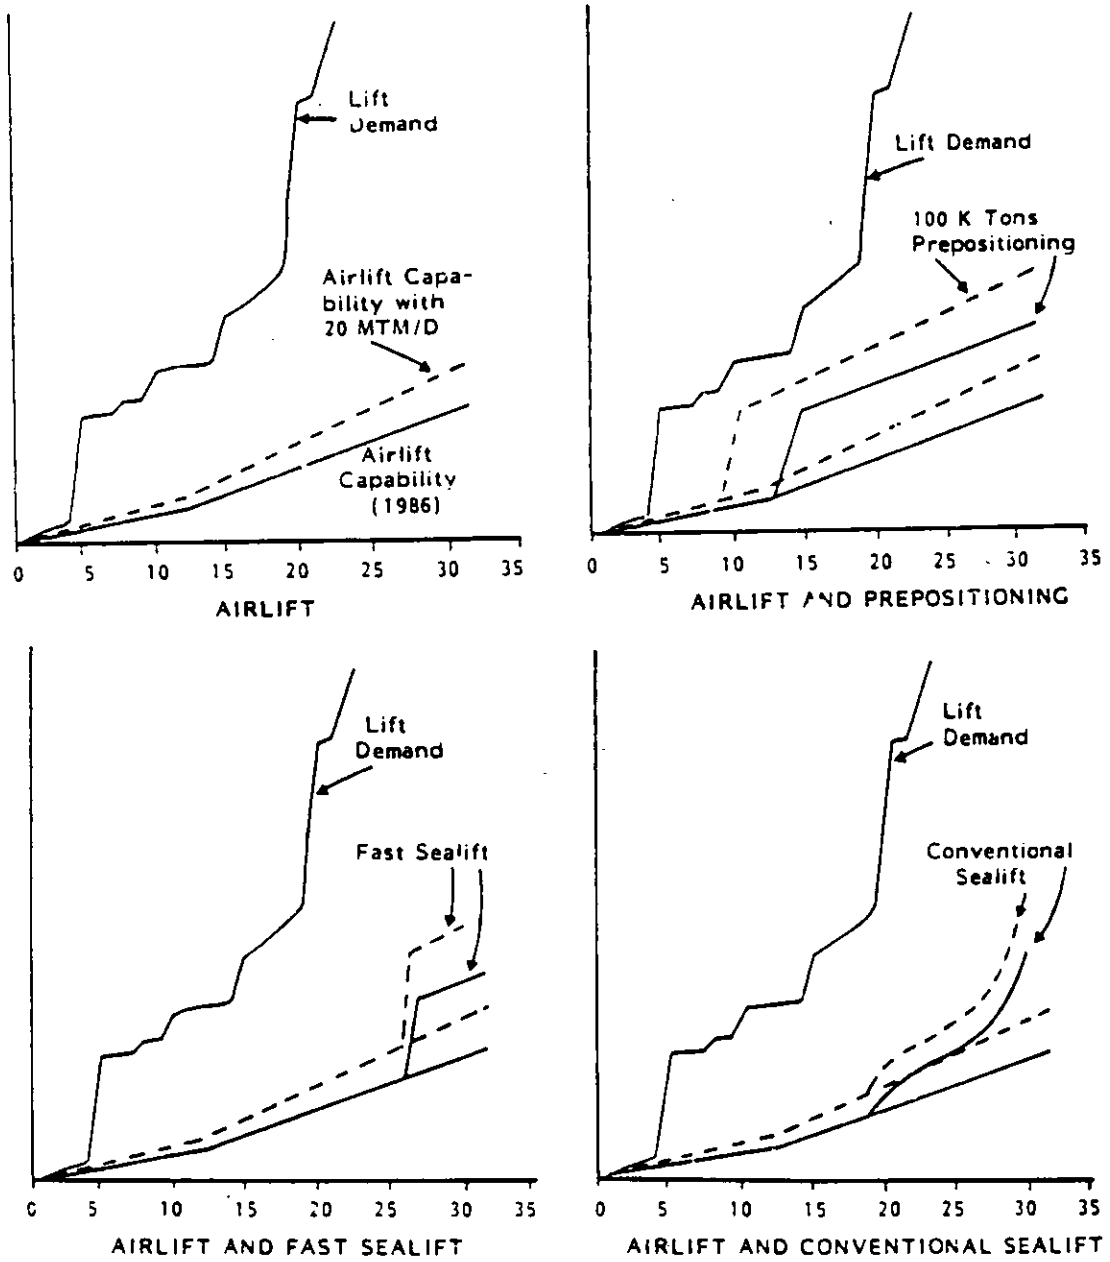 Lift
Demand
Airlift Capa-
bility with
20 MTM/D
Airlift
Capability
(1986)
0 5 10 15 20 25 30 35
AIRLIFT
Lift Demand
100 K Tons
Prepositioning
0 5 10 15 20 25 30 35
AIRLIFT AND PREPOSITIONING
Lift
Demand
Fast Sealift
0 5 10 15 20 25 30 35
AIRLIFT AND FAST SEALIFT
Lift
Demand
Conventional
Sealift
0 5 10 15 20 25 30 35
AIRLIFT AND CONVENTIONAL SEALIFT